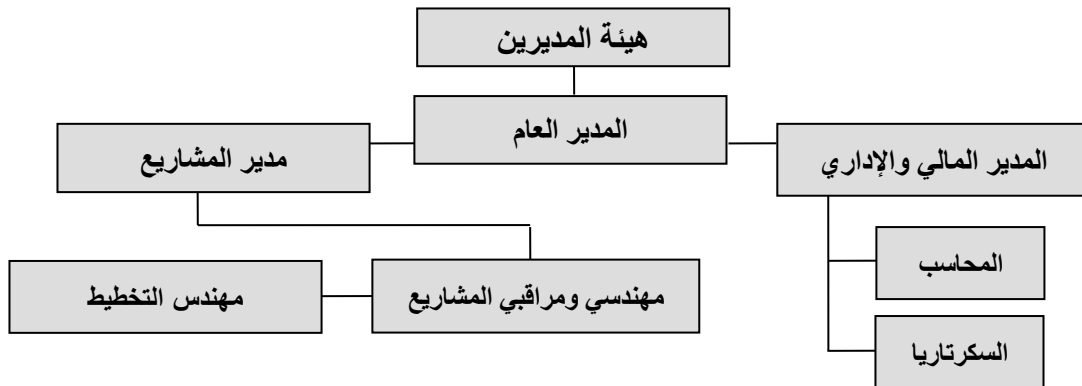 هيئة المديرين
المدير العام
المدير المالي والإداري
مدير المشاريع
المحاسب
مهندسي ومراقبي المشاريع
مهندس التخطيط
السكرتاريا